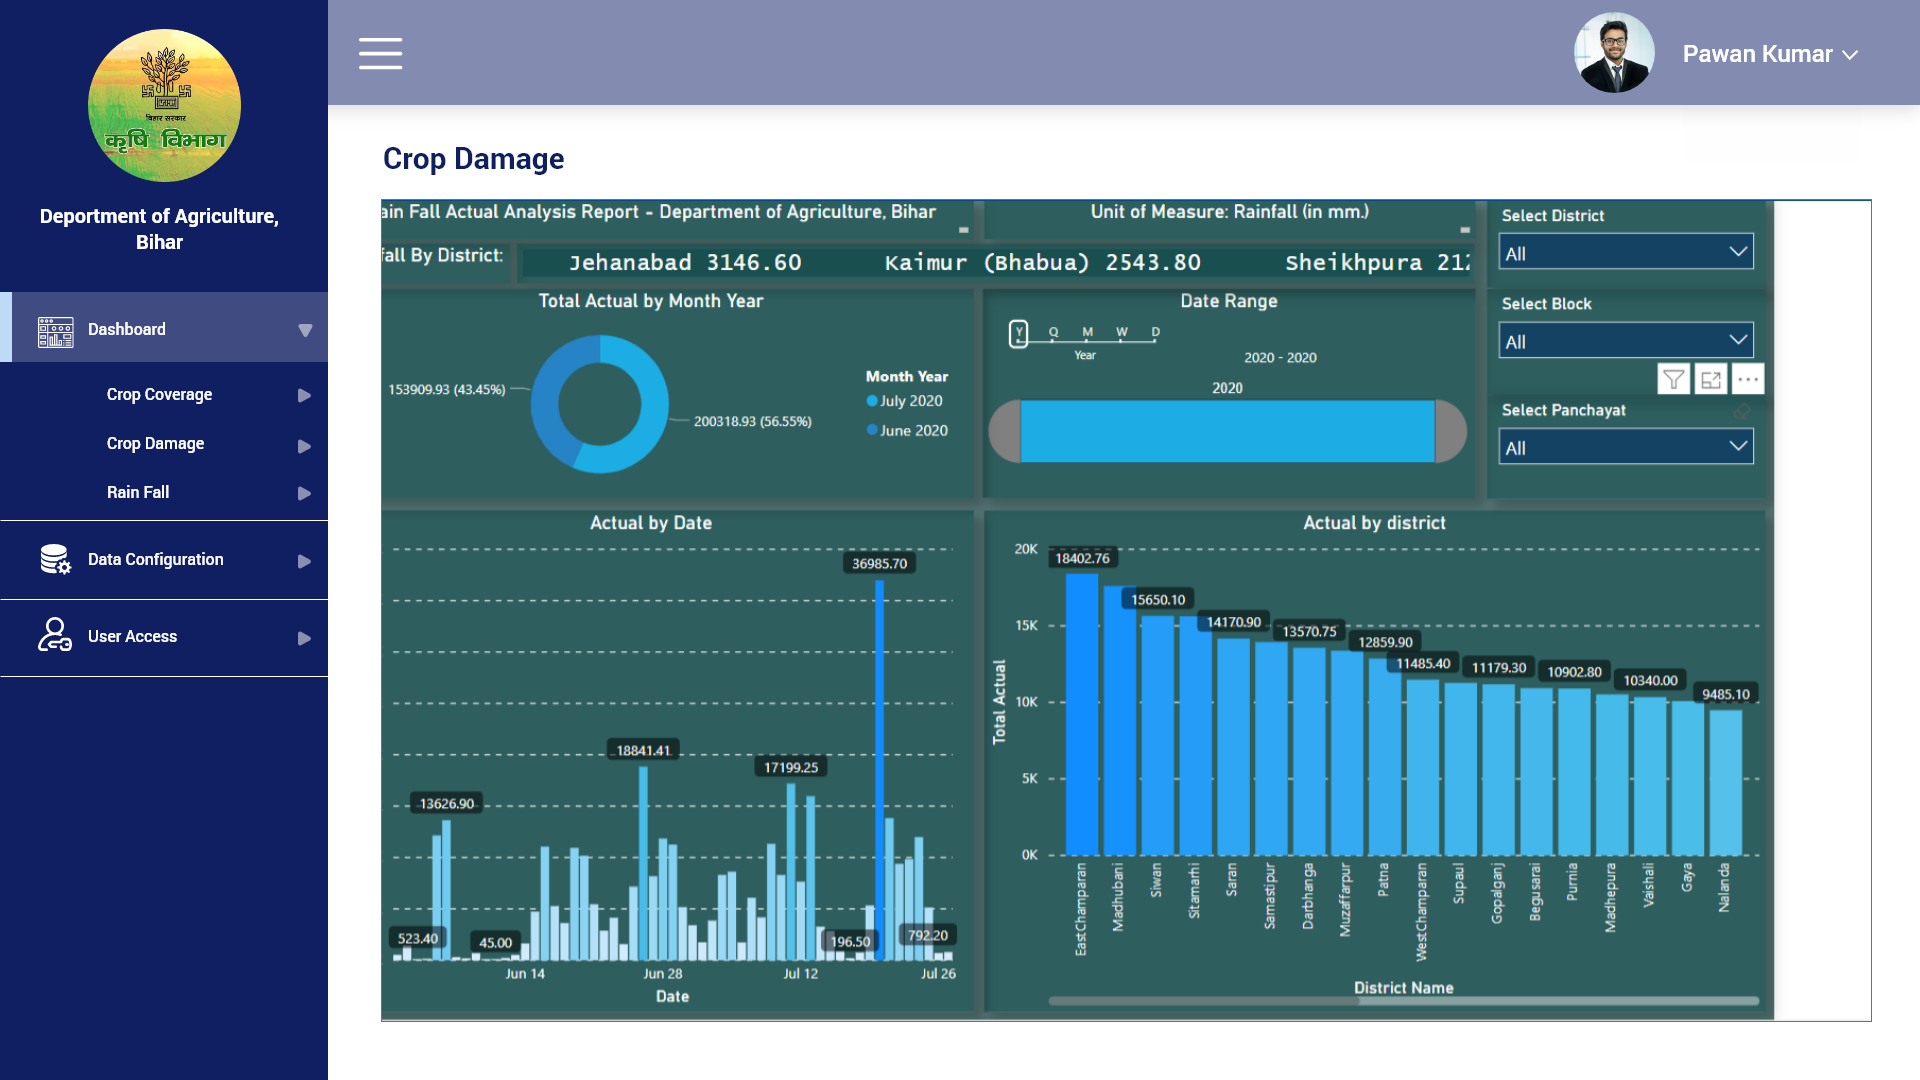 बिहार सरकार
कृषि विभाग
Deportment of Agriculture,
Bihar
Dashboard
Crop Coverage
Crop Damage
Rain Fall
Data Configuration
User Access
Pawan Kumar
Crop Damage
ain Fall Actual Analysis Report - Department of Agriculture, Bihar
Unit of Measure: Rainfall (in mm.)
fall By District:
Jehanabad 3146.60 Kaimur (Bhabua) 2543.80 Sheikhpura 212
Select District
All
Select Block
All
Select Panchayat
All
Total Actual by Month Year
153909.93 (43.45%)
200318.93 (56.55%)
Month Year
July 2020
June 2020
Date Range
Y Q M W D
Year
2020 - 2020
2020
Actual by Date
36985.70
18841.41
17199.25
13626.90
523.40
45.00
196.50
792.20
Jun 14 Jun 28 Jul 12 Jul 26
Date
Actual by district
20K
15K
10K
5K
0K
Total Actual
18402.76
15650.10
14170.90
13570.75
12859.90
11485.40
11179.30
10902.80
10340.00
9485.10
EastChamparan
Madhubani
Siwan
Sitamarhi
Saran
Samastipur
Darbhanga
Muzaffarpur
Patna
WestChamparan
Supaul
Gopalganj
Begusarai
Purnia
Madhepura
Vaishali
Gaya
Nalanda
District Name